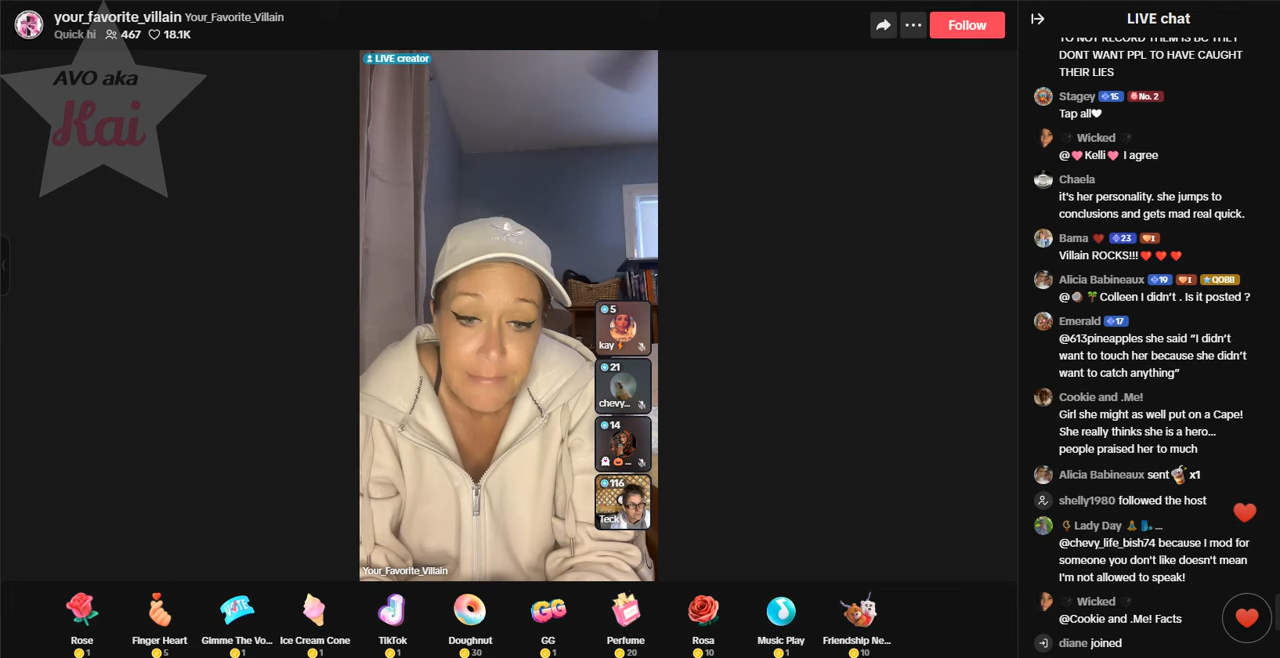 your_favorite_villain Your_Favorite_Villain
Quick hi 467 18.1K
Follow
AVO aka
Kai
LIVE creator
5
kay
21
chevy...
14
...
116
Teck
Your_Favorite_Villain
Rose
1
Finger Heart
5
Gimme The Vo...
1
Ice Cream Cone
1
TikTok
1
Doughnut
30
GG
1
Perfume
20
Rosa
10
Music Play
1
Friendship Ne...
10
LIVE chat
TO NOT RECORD THEM IS BC THEY
DONT WANT PPL TO HAVE CAUGHT
THEIR LIES
Stagey 15 No. 2
Tap all🤍
Wicked
@💗Kelli💗 I agree
Chaela
it's her personality. she jumps to
conclusions and gets mad real quick.
Bama ❤️ 23 I
Villain ROCKS!!!❤️ ❤️ ❤️
Alicia Babineaux 19 I QOBB
@🪨 🌴Colleen I didn't . Is it posted ?
Emerald 17
@613pineapples she said “I didn’t
want to touch her because she didn’t
want to catch anything”
Cookie and .Me!
Girl she might as well put on a Cape!
She really thinks she is a hero...
people praised her to much
Alicia Babineaux sent x1
shelly1980 followed the host
Lady Day ...
@chevy_life_bish74 because I mod for
someone you don't like doesn't mean
I'm not allowed to speak!
Wicked
@Cookie and .Me! Facts
diane joined